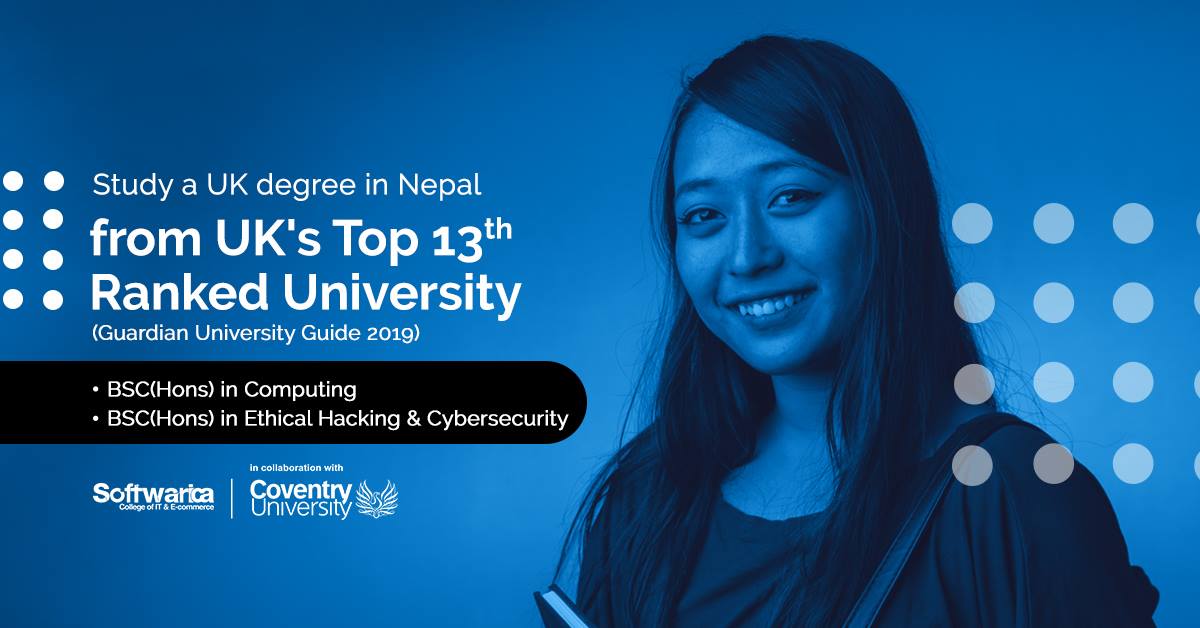 Study a UK degree in Nepal
from UK's Top 13th
Ranked University
(Guardian University Guide 2019)
• BSC(Hons) in Computing
• BSC(Hons) in Ethical Hacking & Cybersecurity
Softwarica
College of IT & E-commerce
in collaboration with
Coventry
University